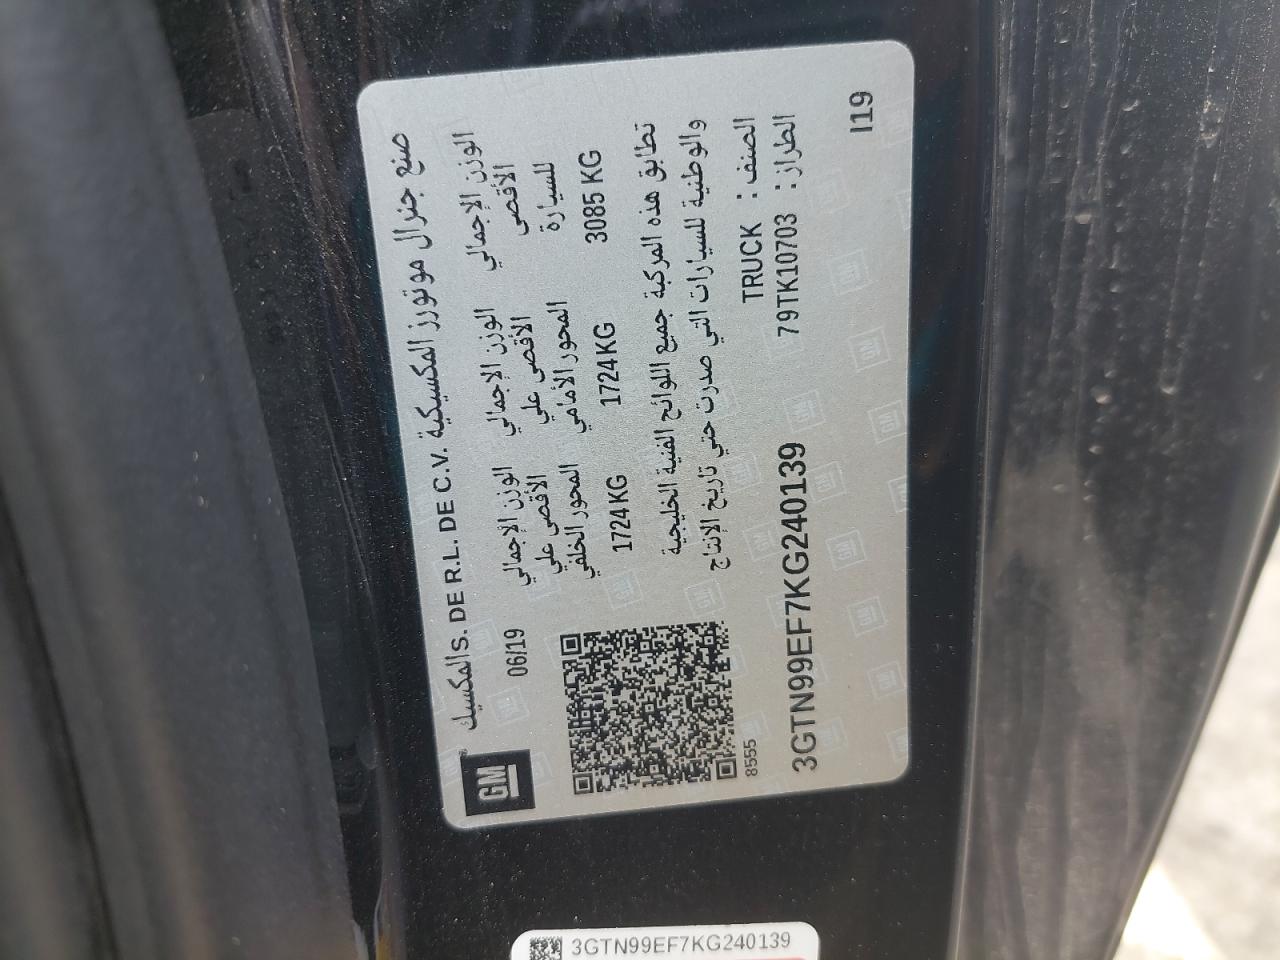 GM
صنع جنرال موتورز المكسيكية .S. DE R.L. DE C.V المكسيك
06/19
الوزن الإجمالي الأقصى للسيارة
3085 KG
الوزن الإجمالي الأقصى علي المحور الأمامي
1724 KG
الوزن الإجمالي الأقصى على المحور الخلفي
1724 KG
تطابق هذه المركبة جميع اللوائح الفنية الخليجية
والوطنية للسيارات التي صدرت حتي تاريخ الإنتاج
الصنف : TRUCK
الطراز : 79TK10703
8555
3GTN99EF7KG240139
I19
3GTN99EF7KG240139